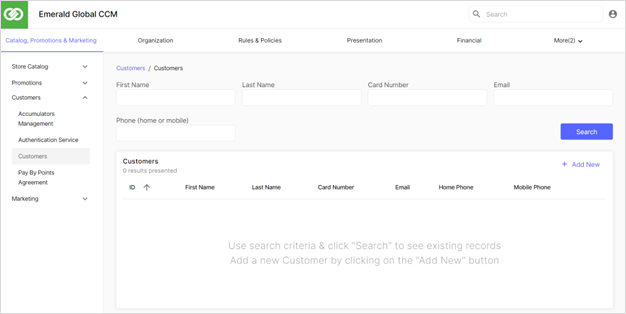 Emerald Global CCM
Search
Catalog, Promotions & Marketing
Organization
Rules & Policies
Presentation
Financial
More(2)
Store Catalog
Promotions
Customers
Accumulators
Management
Authentication Service
Customers
Pay By Points
Agreement
Marketing
Customers / Customers
First Name
Last Name
Card Number
Email
Phone (home or mobile)
Search
Customers
0 results presented
+ Add New
ID
First Name
Last Name
Card Number
Email
Home Phone
Mobile Phone
Use search criteria & click "Search" to see existing records
Add a new Customer by clicking on the "Add New" button